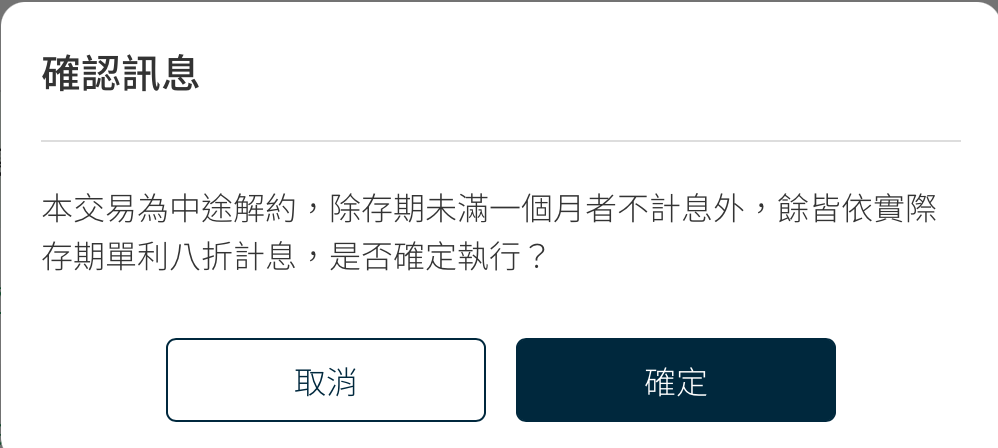 確認訊息
本交易為中途解約，除存期未滿一個月者不計息外，餘皆依實際
存期單利八折計息，是否確定執行？
取消
確定